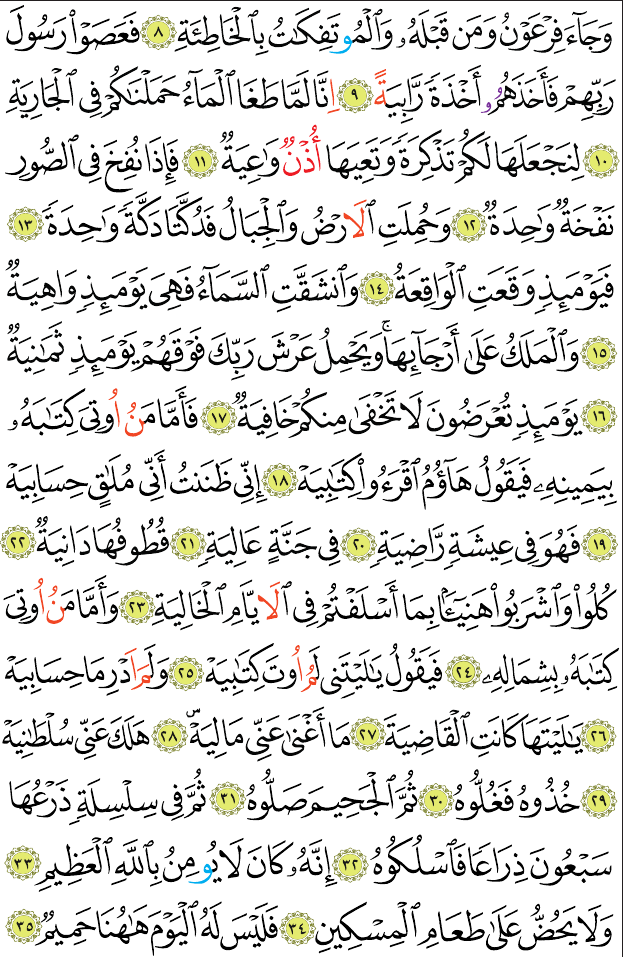 وَجَآءَ فِرْعَوْنُ وَمَن قَبْلَهُۥ وَٱلْمُوتَفِكَتُ بِٱلْخَاطِئَةِ ٨ فَعَصَوْا۟ رَسُولَ
رَبِّهِمْ فَأَخَذَهُمُۥ أَخْذَةً رَّابِيَةً ٩ اِنَّا لَمَّا طَغَا ٱلْمَآءُ حَمَلْنَٰكُمْ فِى ٱلْجَارِيَةِ
١٠ لِنَجْعَلَهَا لَكُمْ تَذْكِرَةً وَتَعِيَهَا أُذْنٌ وَٰعِيَةٌ ١١ فَإِذَا نُفِخَ فِى ٱلصُّورِ
نَفْخَةٌ وَٰحِدَةٌ ١٢ وَحُمِلَتِ ٱلَارْضُ وَٱلْجِبَالُ فَدُكَّتَا دَكَّةً وَٰحِدَةً ١٣
فَيَوْمَئِذٍ وَقَعَتِ ٱلْوَاقِعَةُ ١٤ وَٱنشَقَّتِ ٱلسَّمَآءُ فَهِىَ يَوْمَئِذٍ وَاهِيَةٌ
١٥ وَٱلْمَلَكُ عَلَىٰٓ أَرْجَآئِهَا ۚ وَيَحْمِلُ عَرْشَ رَبِّكَ فَوْقَهُمْ يَوْمَئِذٍ ثَمَٰنِيَةٌ
١٦ يَوْمَئِذٍ تُعْرَضُونَ لَا تَخْفَىٰ مِنكُمْ خَافِيَةٌ ١٧ فَأَمَّا مَنُ اُوتِىَ كِتَٰبَهُۥ
بِيَمِينِهِۦ فَيَقُولُ هَآؤُمُ ٱقْرَءُوا۟ كِتَٰبِيَهْ ١٨ إِنِّى ظَنَنتُ أَنِّى مُلَٰقٍ حِسَابِيَهْ
١٩ فَهُوَ فِى عِيشَةٍ رَّاضِيَةٍ ٢٠ فِى جَنَّةٍ عَالِيَةٍ ٢١ قُطُوفُهَا دَانِيَةٌ ٢٢
كُلُوا۟ وَٱشْرَبُوا۟ هَنِيٓـًٔۢا بِمَآ أَسْلَفْتُمْ فِى ٱلَايَّامِ ٱلْخَالِيَةِ ٢٣ وَأَمَّا مَنُ اُوتِىَ
كِتَٰبَهُۥ بِشِمَالِهِۦ ٢٤ فَيَقُولُ يَٰلَيْتَنِى لَمُ اُوتَ كِتَٰبِيَهْ ٢٥ وَلَمَ اَدْرِ مَا حِسَابِيَهْ
٢٦ يَٰلَيْتَهَا كَانَتِ ٱلْقَاضِيَةَ ٢٧ مَآ أَغْنَىٰ عَنِّى مَالِيَهْ ۜ ٢٨ هَلَكَ عَنِّى سُلْطَٰنِيَهْ
٢٩ خُذُوهُ فَغُلُّوهُ ٣٠ ثُمَّ ٱلْجَحِيمَ صَلُّوهُ ٣١ ثُمَّ فِى سِلْسِلَةٍ ذَرْعُهَا
سَبْعُونَ ذِرَاعًا فَٱسْلُكُوهُ ٣٢ إِنَّهُۥ كَانَ لَا يُومِنُ بِٱللَّهِ ٱلْعَظِيمِ ٣٣
وَلَا يَحُضُّ عَلَىٰ طَعَامِ ٱلْمِسْكِينِ ٣٤ فَلَيْسَ لَهُ ٱلْيَوْمَ هَٰهُنَا حَمِيمٌ ٣٥